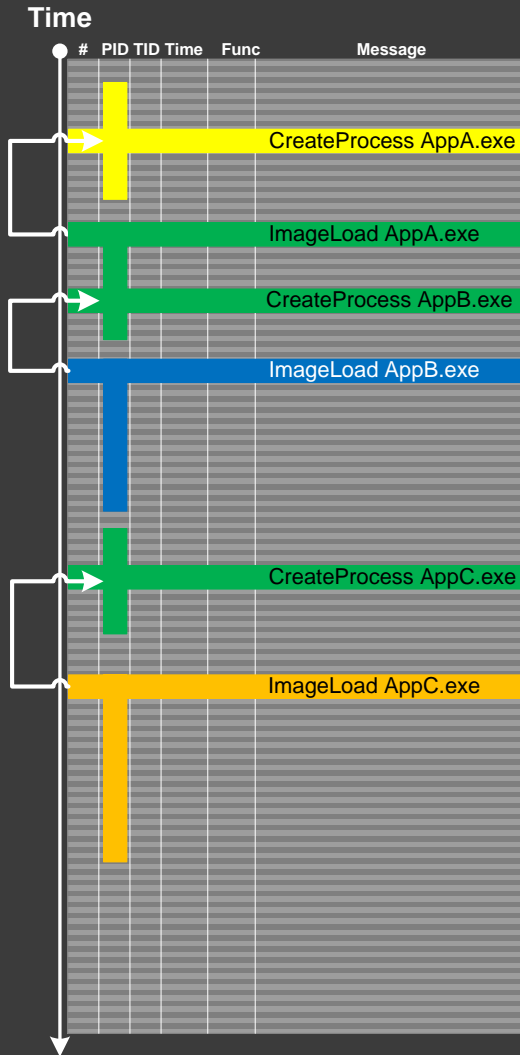 Time
# PID TID Time Func Message
CreateProcess AppA.exe
ImageLoad AppA.exe
CreateProcess AppB.exe
ImageLoad AppB.exe
CreateProcess AppC.exe
ImageLoad AppC.exe